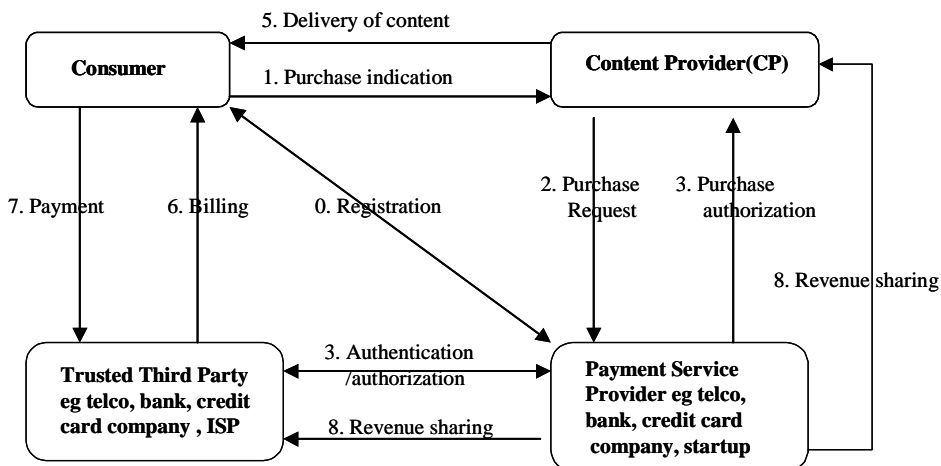 5. Delivery of content
Consumer
Content Provider(CP)
1. Purchase indication
7. Payment
6. Billing
0. Registration
2. Purchase
Request
3. Purchase
authorization
8. Revenue sharing
3. Authentication
/authorization
Trusted Third Party
eg telco, bank, credit
card company , ISP
Payment Service
Provider eg telco,
bank, credit card
company, startup
8. Revenue sharing